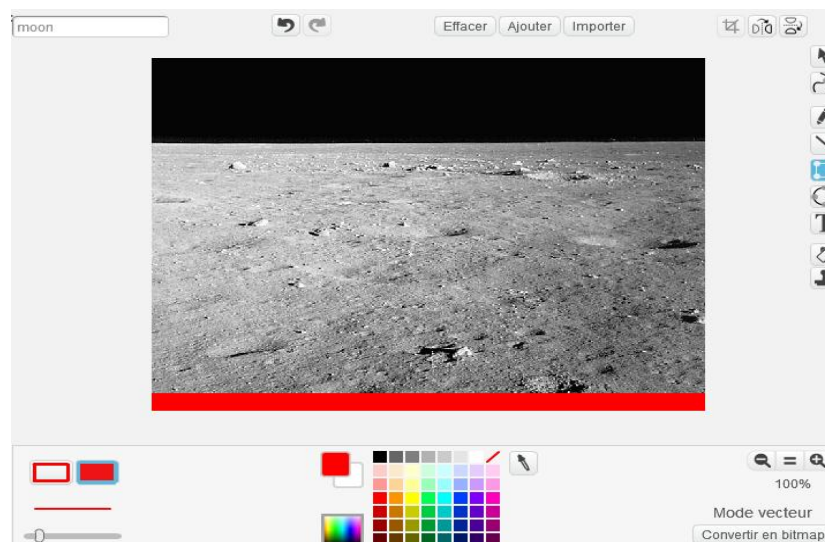 moon
Effacer Ajouter Importer
T
100%
Mode vecteur
Convertir en bitmap